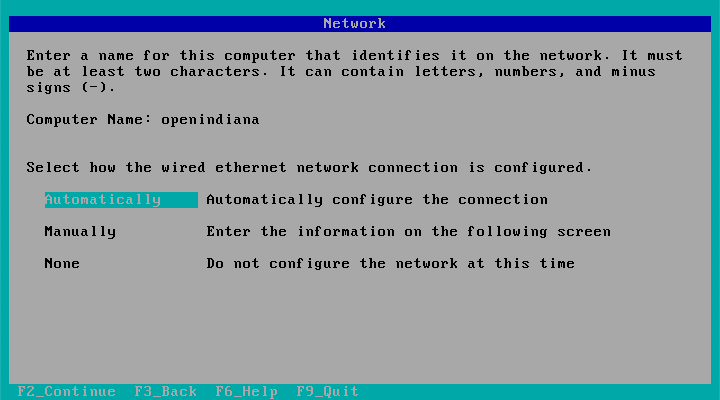 Network
Enter a name for this computer that identifies it on the network. It must
be at least two characters. It can contain letters, numbers, and minus
signs (-).
Computer Name: openindiana
Select how the wired ethernet network connection is configured.
Automatically Automatically configure the connection
Manually Enter the information on the following screen
None Do not configure the network at this time
F2_Continue F3_Back F6_Help F9_Quit